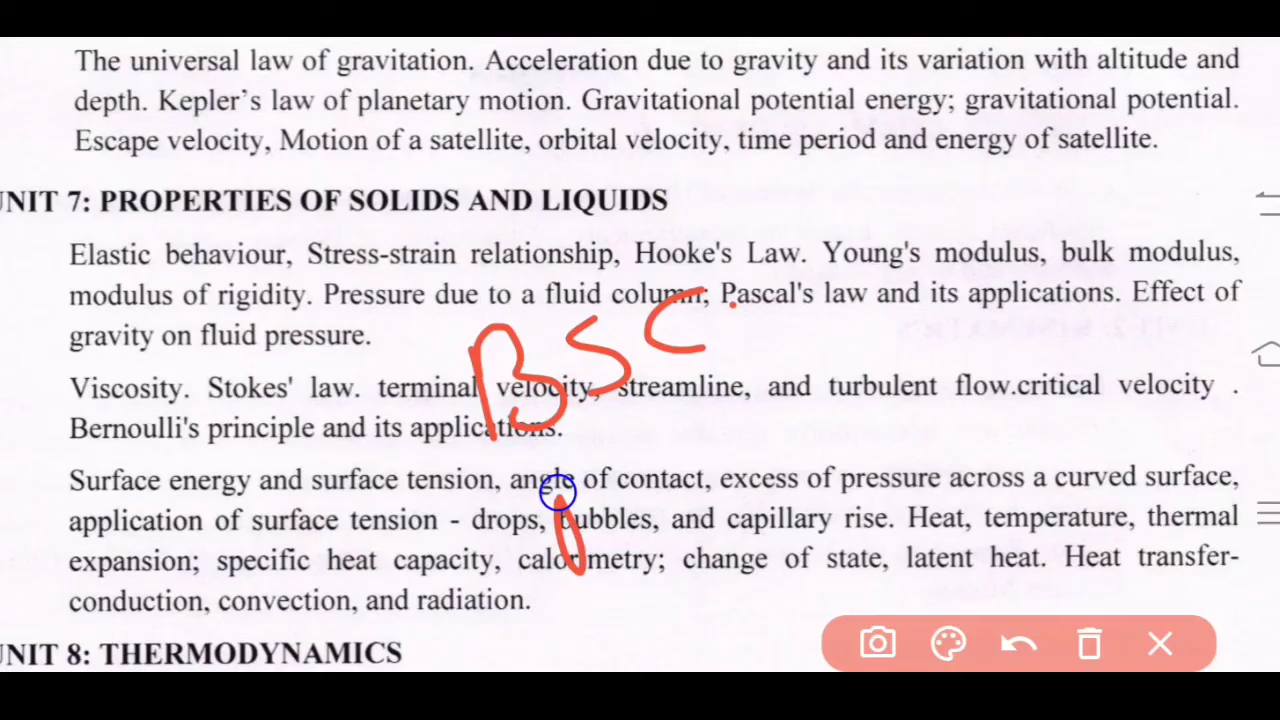 The universal law of gravitation. Acceleration due to gravity and its variation with altitude and
depth. Kepler's law of planetary motion. Gravitational potential energy; gravitational potential.
Escape velocity, Motion of a satellite, orbital velocity, time period and energy of satellite.
UNIT 7: PROPERTIES OF SOLIDS AND LIQUIDS
Elastic behaviour, Stress-strain relationship, Hooke's Law. Young's modulus, bulk modulus,
modulus of rigidity. Pressure due to a fluid column; Pascal's law and its applications. Effect of
gravity on fluid pressure.
BSC
Viscosity. Stokes' law. terminal velocity, streamline, and turbulent flow.critical velocity .
Bernoulli's principle and its applications.
Surface energy and surface tension, angle of contact, excess of pressure across a curved surface,
application of surface tension - drops, bubbles, and capillary rise. Heat, temperature, thermal
expansion; specific heat capacity, calorimetry; change of state, latent heat. Heat transfer-
conduction, convection, and radiation.
UNIT 8: THERMODYNAMICS